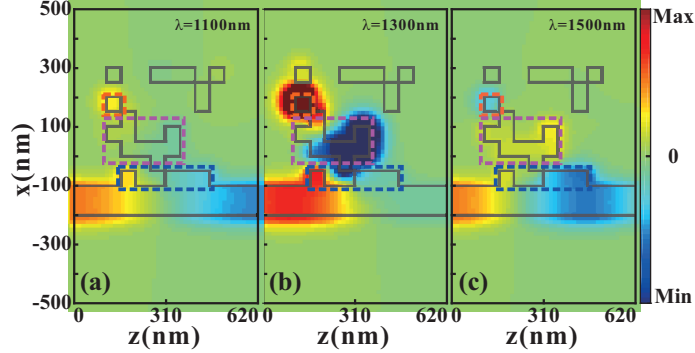 500
λ=1100nm
λ=1300nm
λ=1500nm
Max
300
100
x(nm)
0
-100
-300
(a)
(b)
(c)
Min
-500
0
310
620
0
310
620
0
310
620
z(nm)
z(nm)
z(nm)